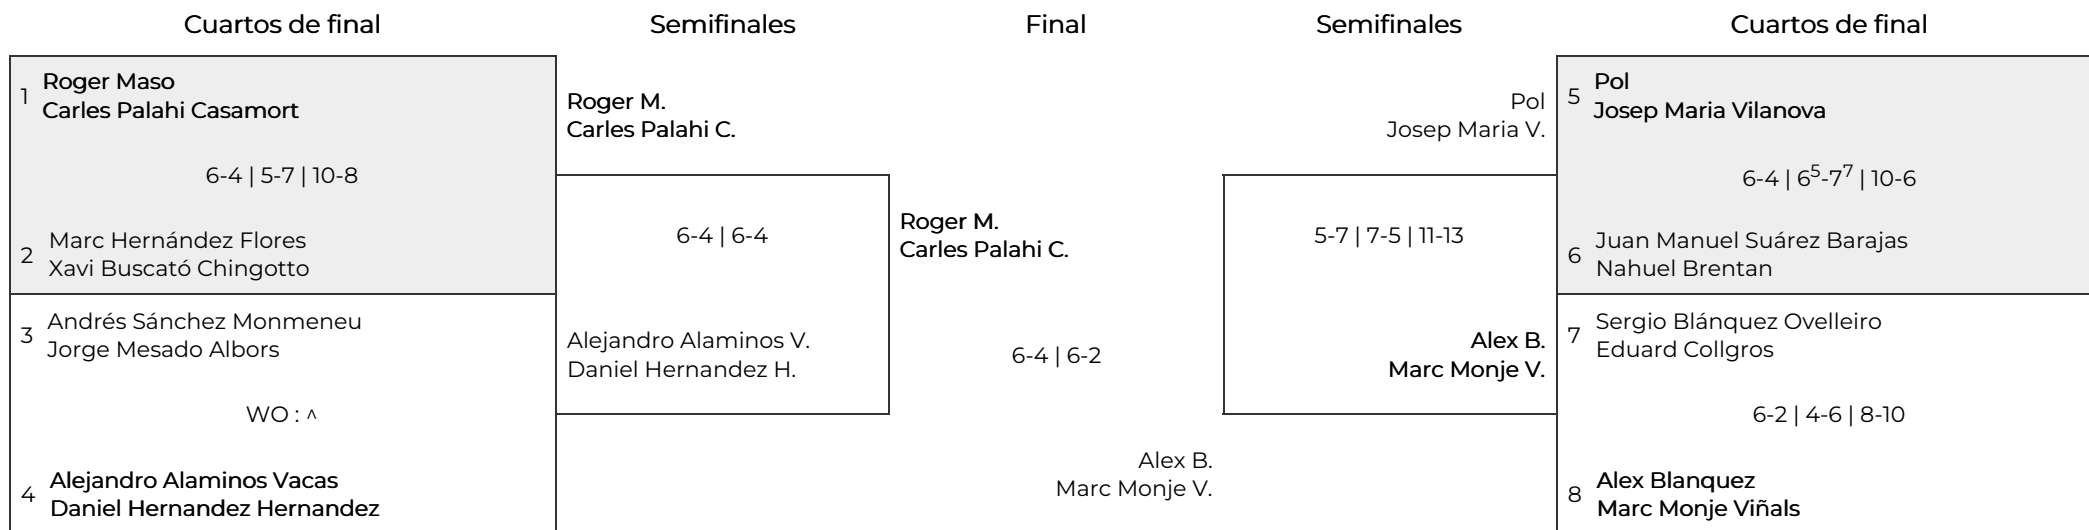 Cuartos de final
Semifinales
Final
Semifinales
Cuartos de final
1
Roger Maso
Carles Palahi Casamort
6-4 | 5-7 | 10-8
2
Marc Hernández Flores
Xavi Buscató Chingotto
3
Andrés Sánchez Monmeneu
Jorge Mesado Albors
WO : ^
4
Alejandro Alaminos Vacas
Daniel Hernandez Hernandez
Roger M.
Carles Palahi C.
6-4 | 6-4
Alejandro Alaminos V.
Daniel Hernandez H.
Roger M.
Carles Palahi C.
6-4 | 6-2
Alex B.
Marc Monje V.
Pol
Josep Maria V.
5-7 | 7-5 | 11-13
Alex B.
Marc Monje V.
5
Pol
Josep Maria Vilanova
6-4 | 6⁵-7⁷ | 10-6
6
Juan Manuel Suárez Barajas
Nahuel Brentan
7
Sergio Blánquez Ovelleiro
Eduard Collgros
6-2 | 4-6 | 8-10
8
Alex Blanquez
Marc Monje Viñals